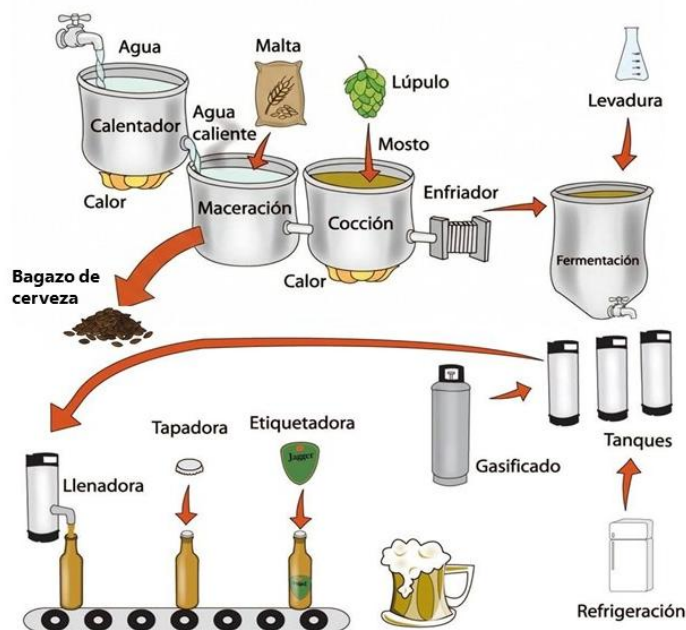 Agua
Malta
Lúpulo
Levadura
Calentador
Agua
caliente
Mosto
Calor
Maceración
Cocción
Enfriador
Fermentación
Calor
Bagazo de
cerveza
Tapadora
Etiquetadora
Jagger
Llenadora
Gasificado
Tanques
Refrigeración